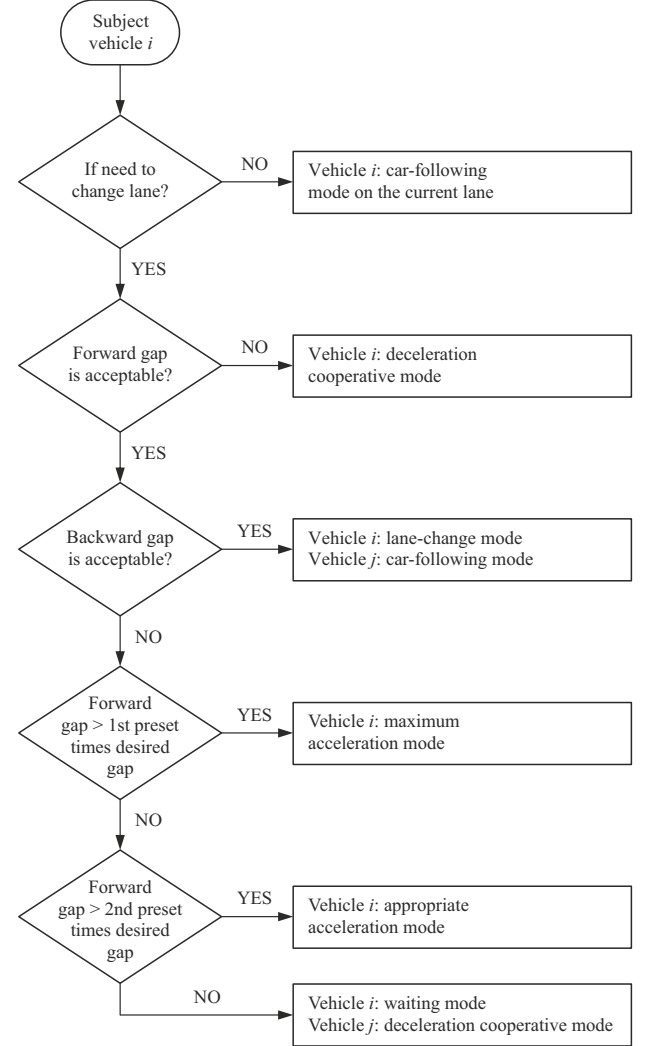 Subject
vehicle i
If need to
change lane?
NO
Vehicle i: car-following
mode on the current lane
YES
Forward gap
is acceptable?
NO
Vehicle i: deceleration
cooperative mode
YES
Backward gap
is acceptable?
YES
Vehicle i: lane-change mode
Vehicle j: car-following mode
NO
Forward
gap > 1st preset
times desired
gap
YES
Vehicle i: maximum
acceleration mode
NO
Forward
gap > 2nd preset
times desired
gap
YES
Vehicle i: appropriate
acceleration mode
NO
Vehicle i: waiting mode
Vehicle j: deceleration cooperative mode